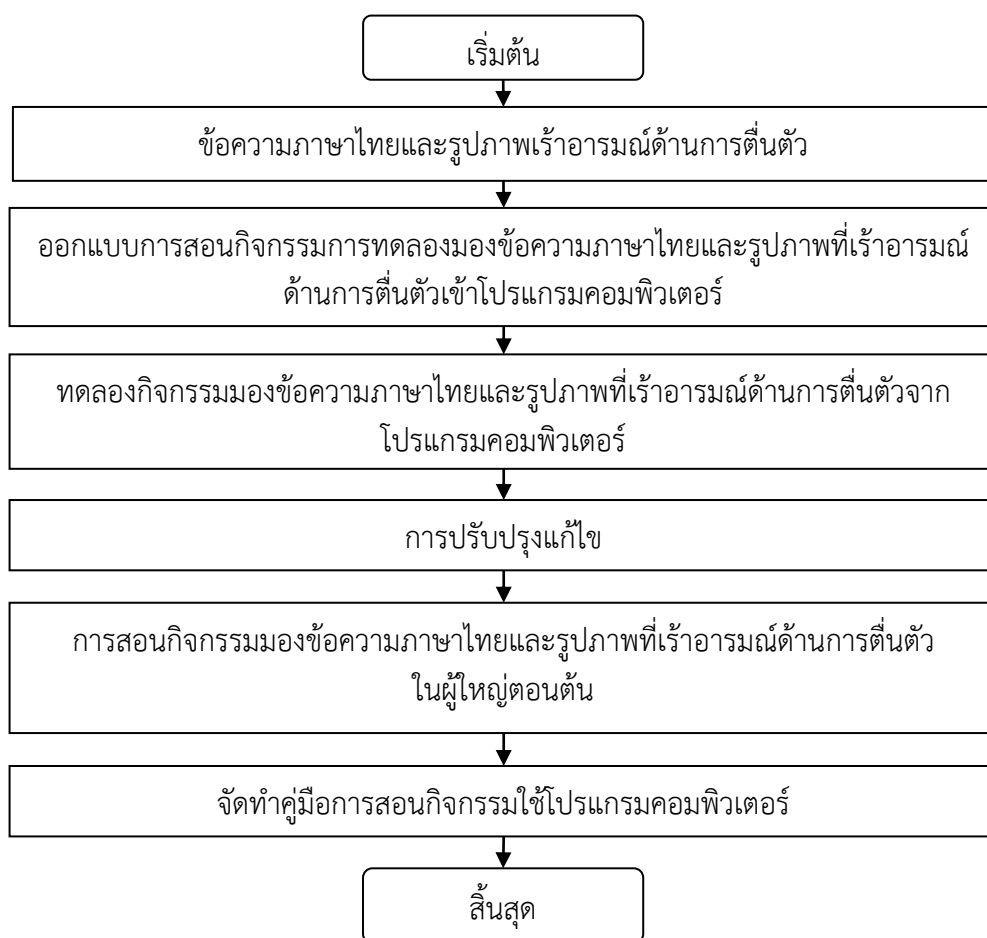 เริ่มต้น
ข้อความภาษาไทยและรูปภาพเร้าอารมณ์ด้านการตื่นตัว
ออกแบบการสอนกิจกรรมการทดลองมองข้อความภาษาไทยและรูปภาพที่เร้าอารมณ์
ด้านการตื่นตัวเข้าโปรแกรมคอมพิวเตอร์
ทดลองกิจกรรมมองข้อความภาษาไทยและรูปภาพที่เร้าอารมณ์ด้านการตื่นตัวจาก
โปรแกรมคอมพิวเตอร์
การปรับปรุงแก้ไข
การสอนกิจกรรมมองข้อความภาษาไทยและรูปภาพที่เร้าอารมณ์ด้านการตื่นตัว
ในผู้ใหญ่ตอนต้น
จัดทำคู่มือการสอนกิจกรรมใช้โปรแกรมคอมพิวเตอร์
สิ้นสุด